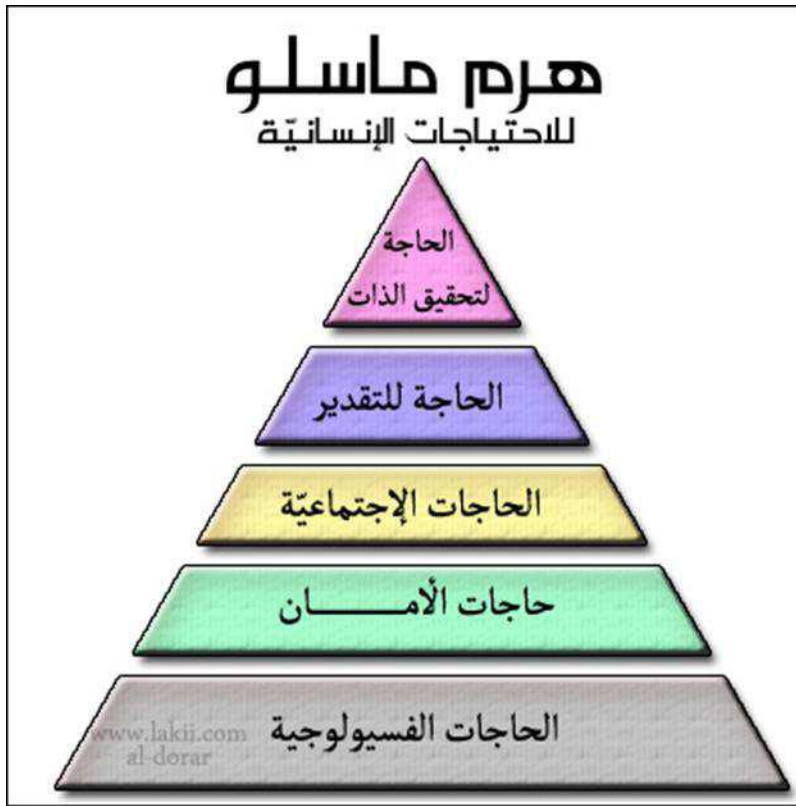 هرم ماسلو
للاحتياجات الإنسانيّة
الحاجة
لتحقيق الذات
الحاجة للتقدير
الحاجات الإجتماعيّة
حاجات الأمـــــــان
الحاجات الفسيولوجية
www.lakii.com
al-dorar